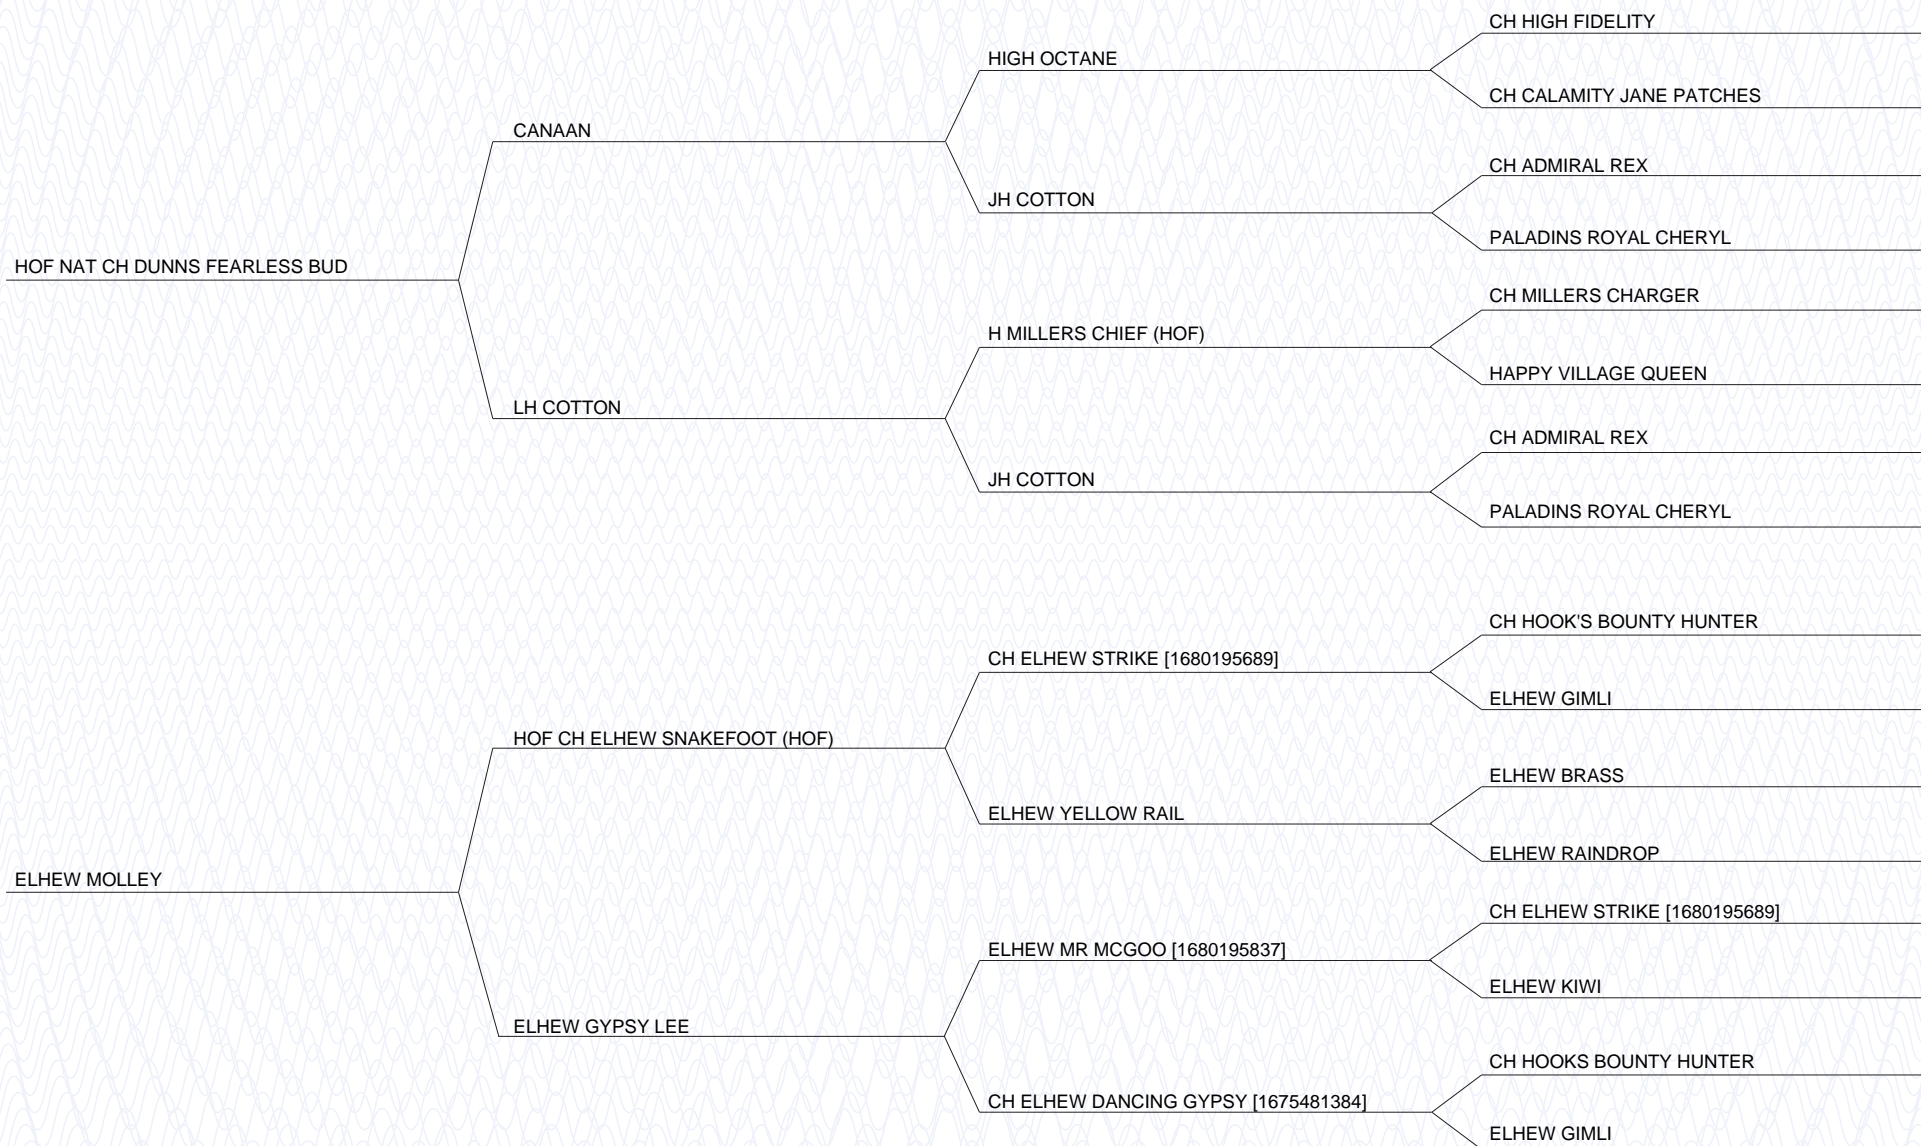 CH HIGH FIDELITY
HIGH OCTANE
CH CALAMITY JANE PATCHES
CANAAN
CH ADMIRAL REX
JH COTTON
PALADINS ROYAL CHERYL
HOF NAT CH DUNNS FEARLESS BUD
CH MILLERS CHARGER
H MILLERS CHIEF (HOF)
HAPPY VILLAGE QUEEN
LH COTTON
CH ADMIRAL REX
JH COTTON
PALADINS ROYAL CHERYL
CH HOOK'S BOUNTY HUNTER
CH ELHEW STRIKE [1680195689]
ELHEW GIMLI
HOF CH ELHEW SNAKEFOOT (HOF)
ELHEW BRASS
ELHEW YELLOW RAIL
ELHEW RAINDROP
ELHEW MOLLEY
CH ELHEW STRIKE [1680195689]
ELHEW MR MCGOO [1680195837]
ELHEW KIWI
ELHEW GYPSY LEE
CH HOOKS BOUNTY HUNTER
CH ELHEW DANCING GYPSY [1675481384]
ELHEW GIMLI